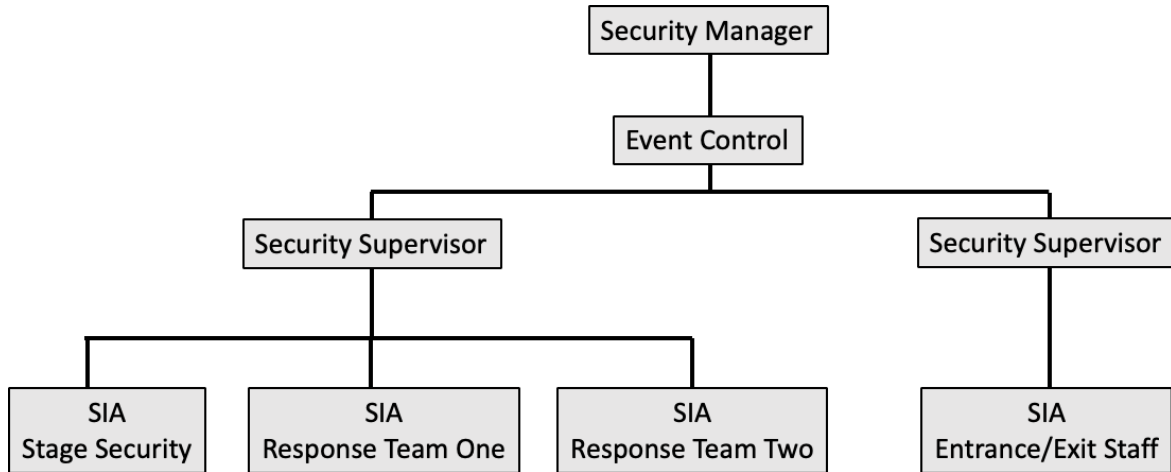 Security Manager
Event Control
Security Supervisor
Security Supervisor
SIA
Stage Security
SIA
Response Team One
SIA
Response Team Two
SIA
Entrance/Exit Staff